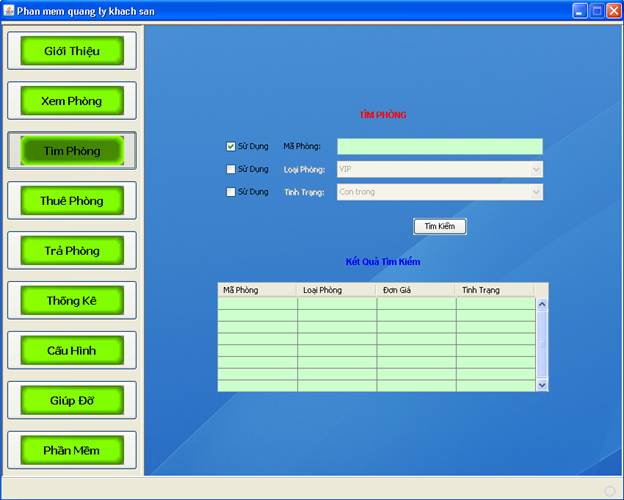 Phan mem quang ly khach san
Giới Thiệu
Xem Phòng
Tìm Phòng
Thuê Phòng
Trả Phòng
Thống Kê
Cấu Hình
Giúp Đỡ
Phần Mềm
TÌM PHÒNG
Sử Dụng Mã Phòng:
Sử Dụng Loại Phòng: VIP
Sử Dụng Tình Trạng: Con trong
Tìm Kiếm
Kết Quả Tìm Kiếm
Mã Phòng Loại Phòng Đơn Giá Tình Trạng